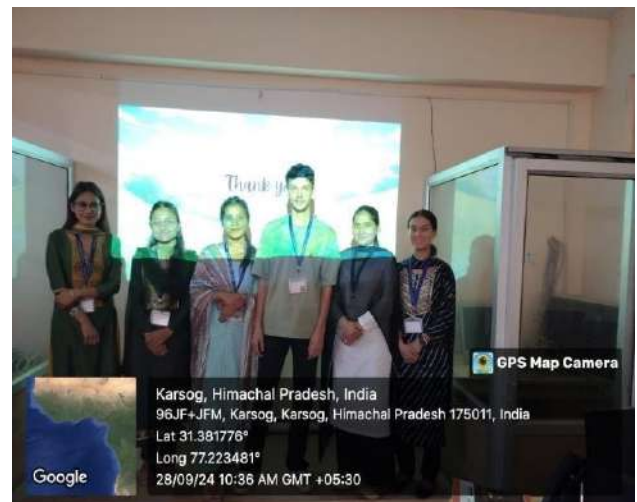 Thank y
GPS Map Camera
Karsog, Himachal Pradesh, India
96JF+JFM, Karsog, Karsog, Himachal Pradesh 175011, India
Lat 31.381776°
Long 77.223481°
28/09/24 10:36 AM GMT +05:30
Google